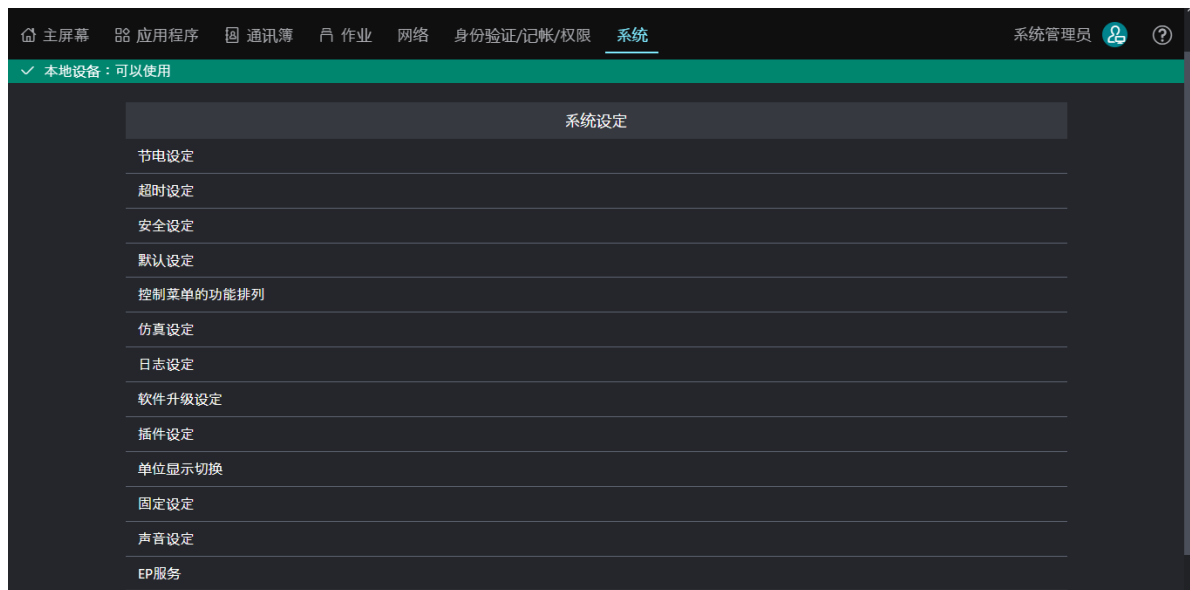 主屏幕 应用程序 通讯簿 作业 网络 身份验证/记帐/权限 系统 系统管理员
本地设备：可以使用
系统设定
节电设定
超时设定
安全设定
默认设定
控制菜单的功能排列
仿真设定
日志设定
软件升级设定
插件设定
单位显示切换
固定设定
声音设定
EP服务